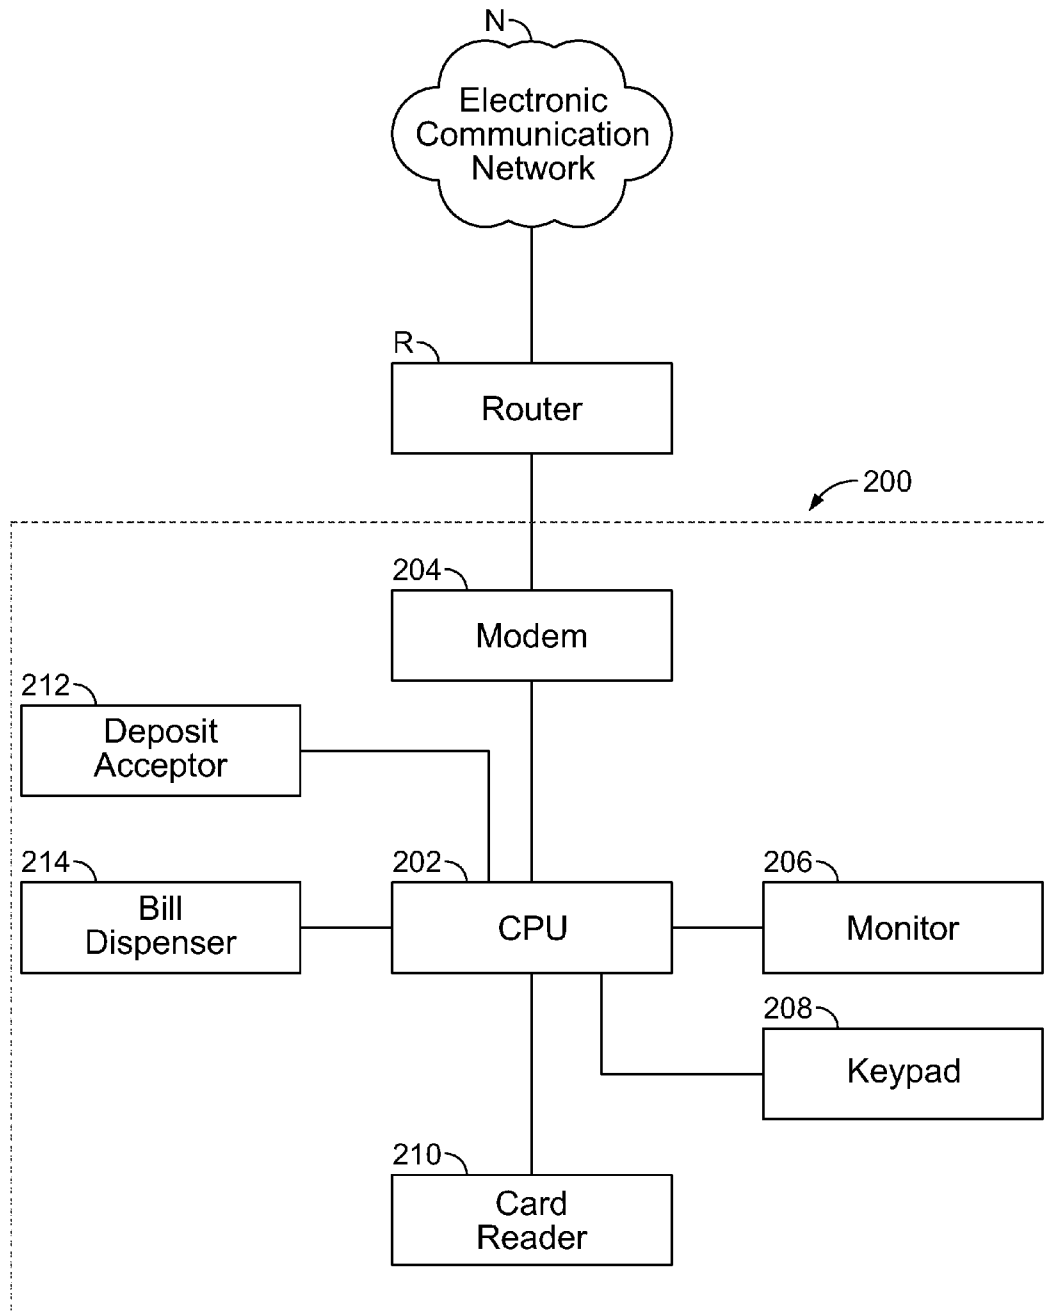 N
Electronic
Communication
Network
R
Router
200
204
Modem
212
Deposit
Acceptor
214
Bill
Dispenser
202
CPU
206
Monitor
208
Keypad
210
Card
Reader